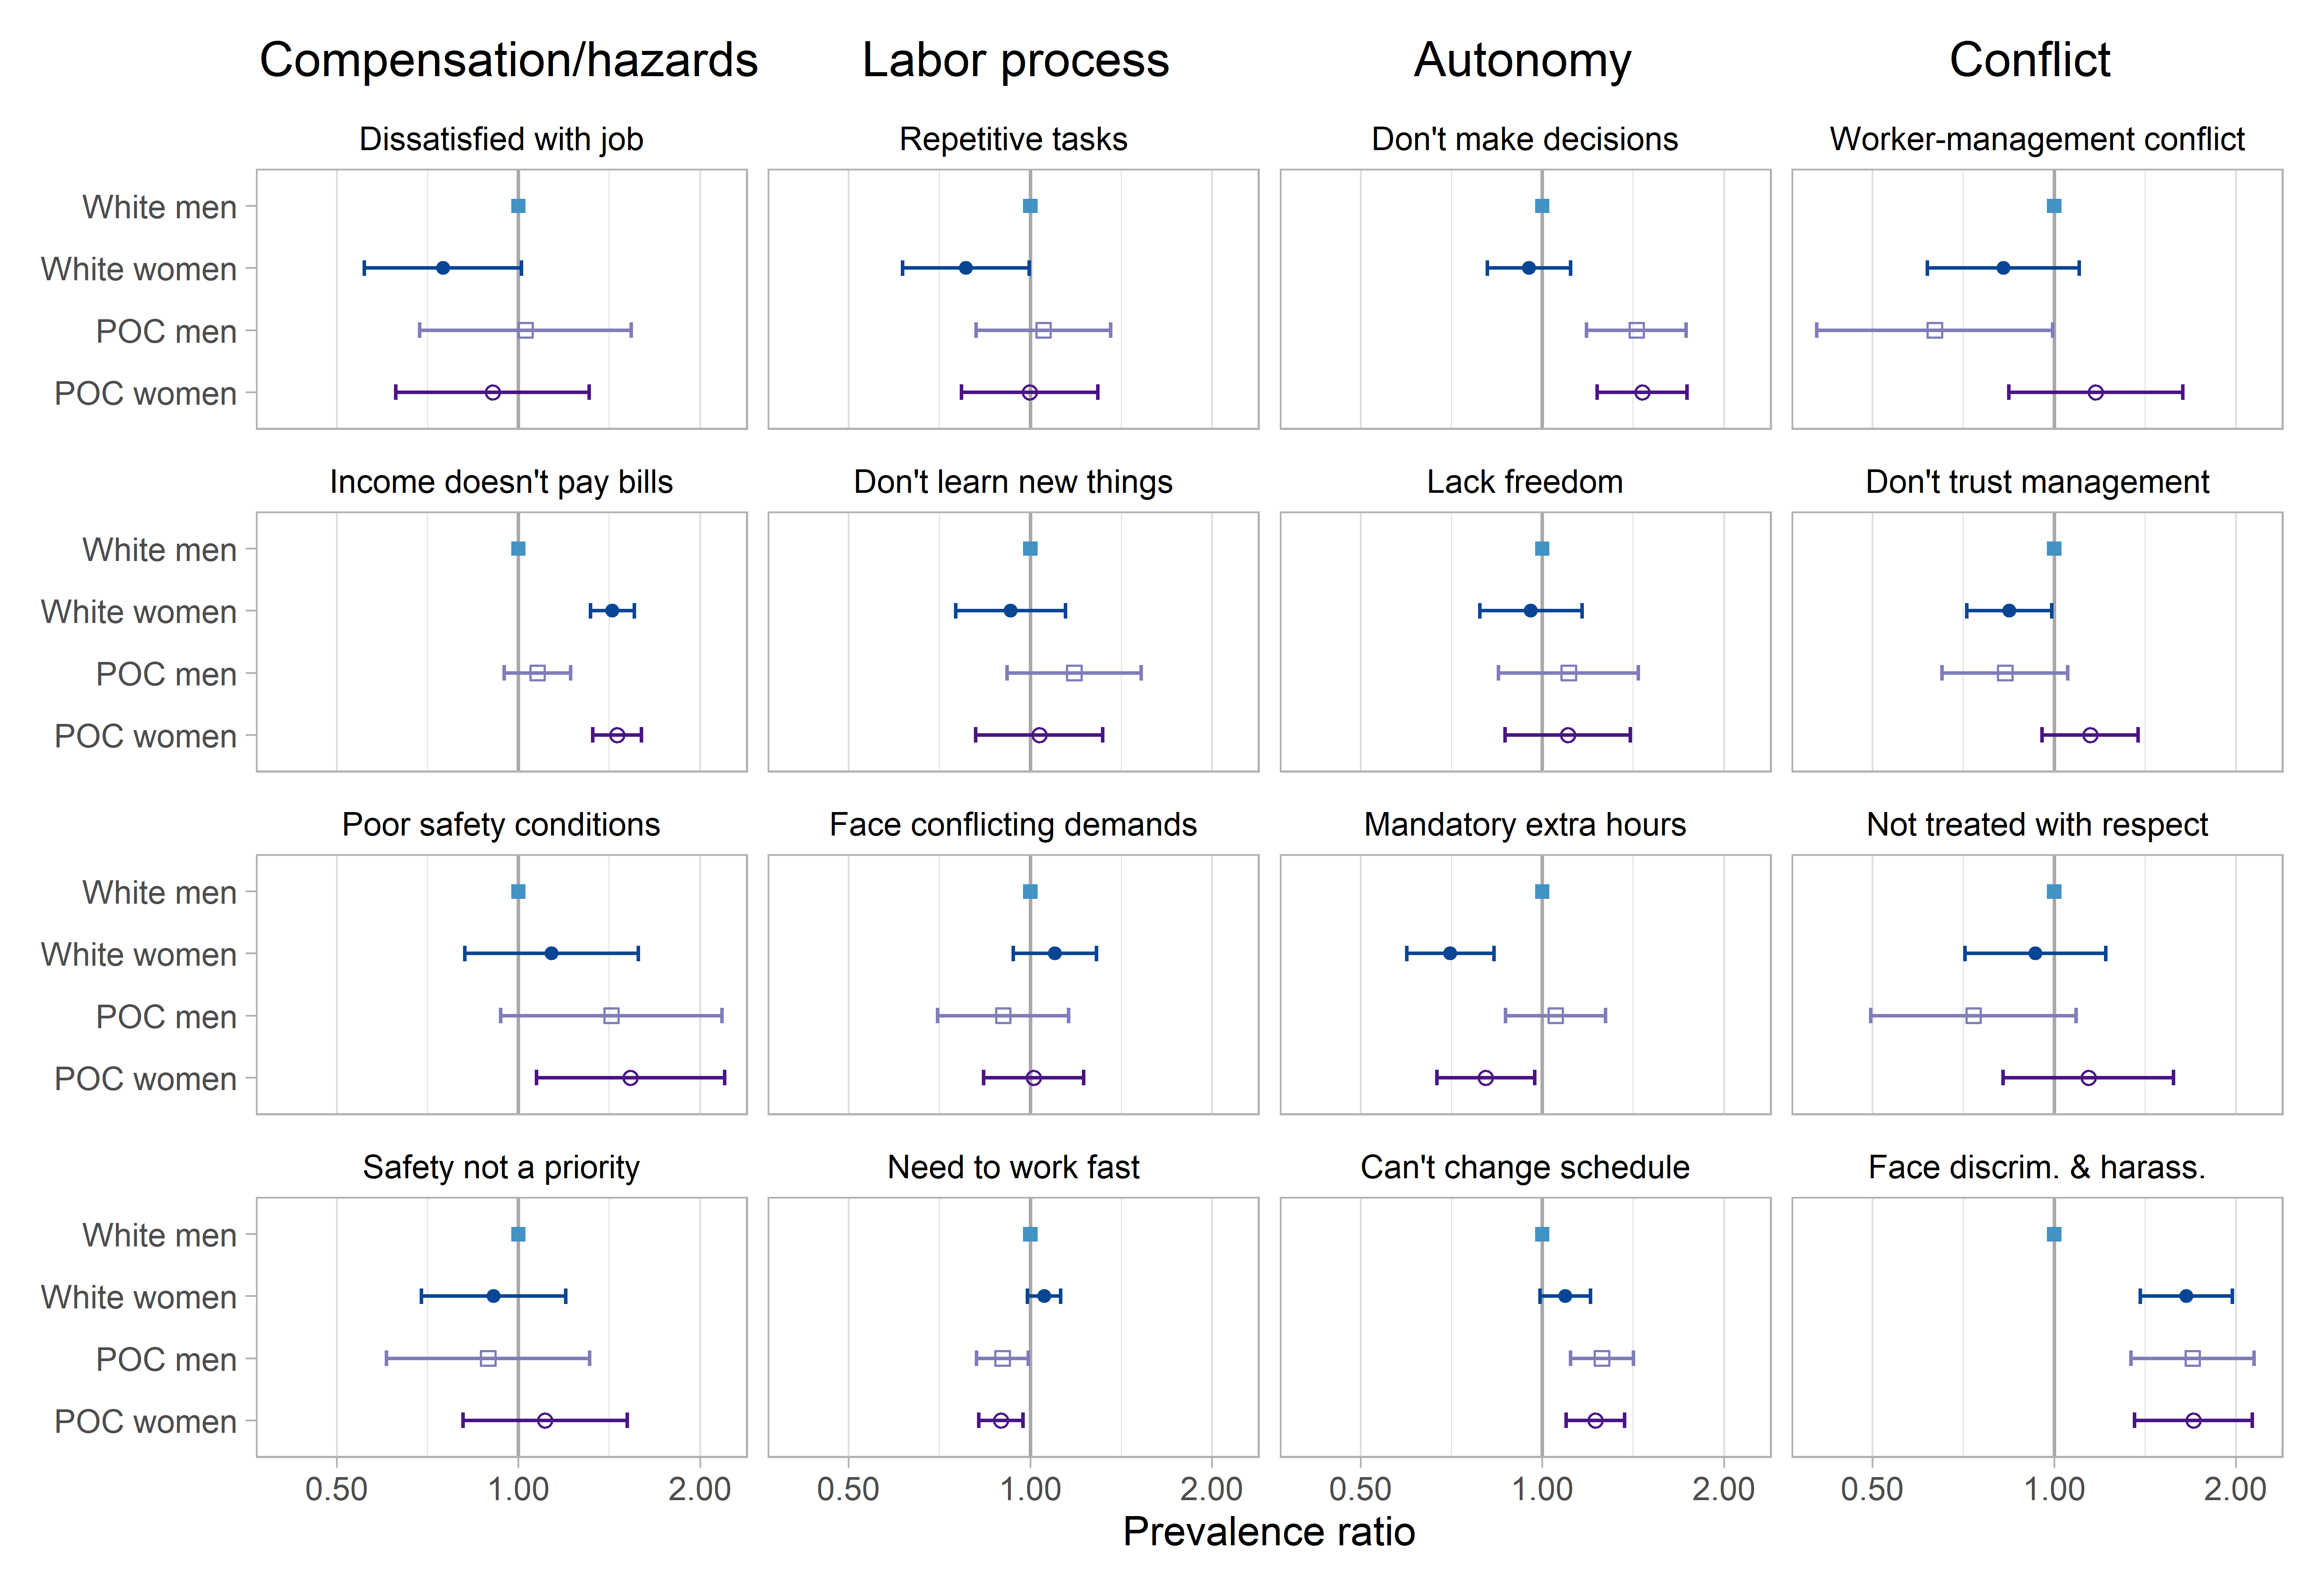 Compensation/hazards Labor process Autonomy Conflict
Dissatisfied with job Repetitive tasks Don't make decisions Worker-management conflict
White men
White women
POC men
POC women
Income doesn't pay bills Don't learn new things Lack freedom Don't trust management
White men
White women
POC men
POC women
Poor safety conditions Face conflicting demands Mandatory extra hours Not treated with respect
White men
White women
POC men
POC women
Safety not a priority Need to work fast Can't change schedule Face discrim. & harass.
White men
White women
POC men
POC women
0.50 1.00 2.00 0.50 1.00 2.00 0.50 1.00 2.00 0.50 1.00 2.00
Prevalence ratio